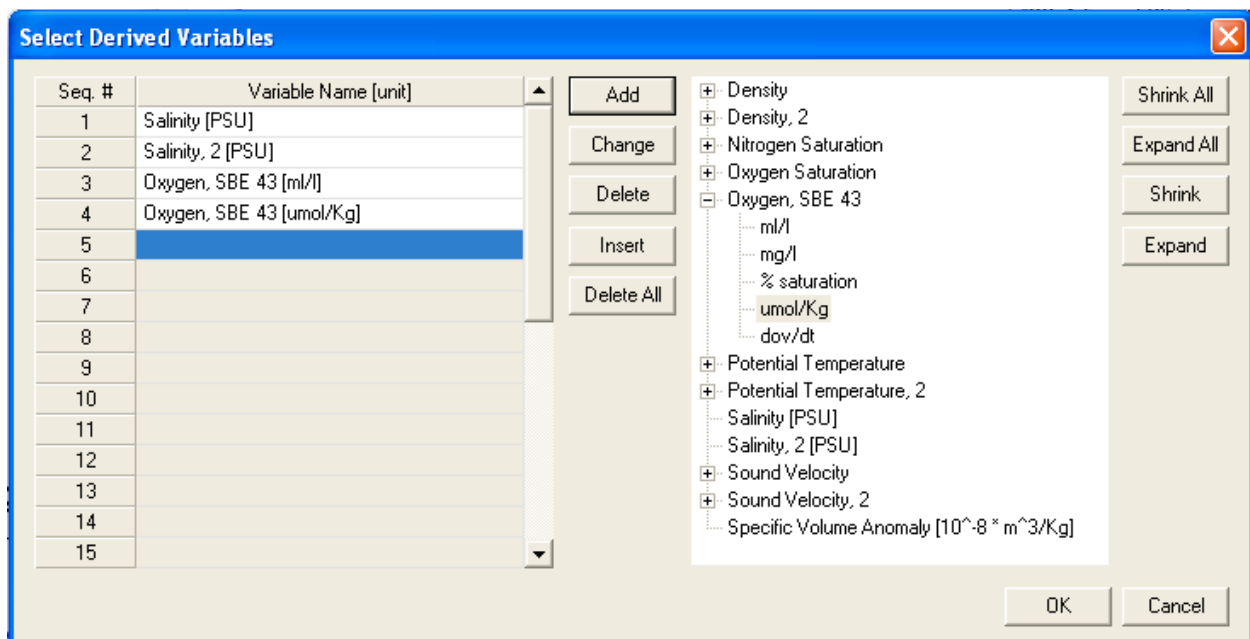 Select Derived Variables
Seq. # Variable Name [unit]
1 Salinity [PSU]
2 Salinity, 2 [PSU]
3 Oxygen, SBE 43 [ml/l]
4 Oxygen, SBE 43 [umol/Kg]
5
6
7
8
9
10
11
12
13
14
15
Add
Change
Delete
Insert
Delete All
Density
Density, 2
Nitrogen Saturation
Oxygen Saturation
Oxygen, SBE 43
ml/l
mg/l
% saturation
umol/Kg
dov/dt
Potential Temperature
Potential Temperature, 2
Salinity [PSU]
Salinity, 2 [PSU]
Sound Velocity
Sound Velocity, 2
Specific Volume Anomaly [10^-8 * m^3/Kg]
Shrink All
Expand All
Shrink
Expand
OK
Cancel